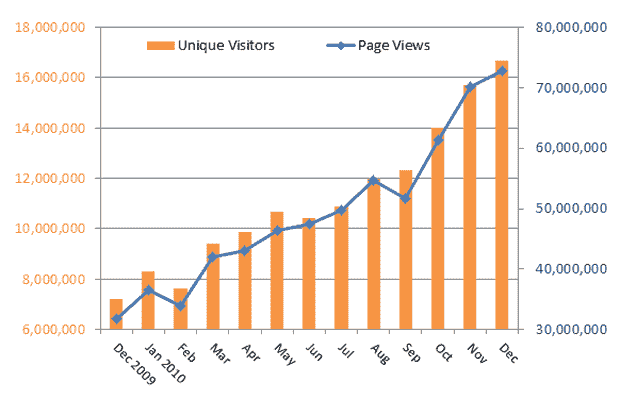 18,000,000
16,000,000
14,000,000
12,000,000
10,000,000
8,000,000
6,000,000
Unique Visitors
Page Views
80,000,000
70,000,000
60,000,000
50,000,000
40,000,000
30,000,000
Dec 2009
Jan 2010
Feb
Mar
Apr
May
Jun
Jul
Aug
Sep
Oct
Nov
Dec